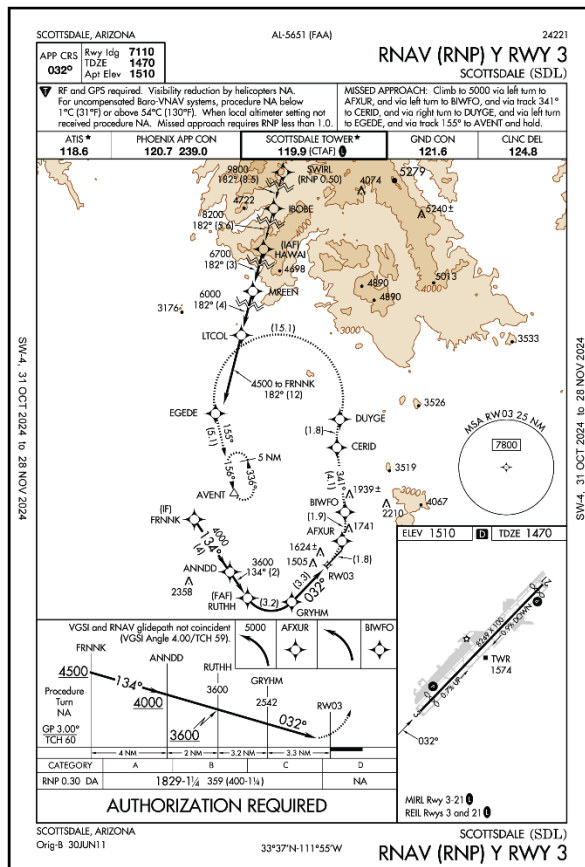 SCOTTSDALE, ARIZONA
AL-5651 (FAA)
24221
APP CRS
032°
Rwy ldg 7110
TDZE 1470
Apt Elev 1510
RNAV (RNP) Y RWY 3
SCOTTSDALE (SDL)
RF and GPS required. Visibility reduction by helicopters NA.
For uncompensated Baro-VNAV systems, procedure NA below
1°C (31°F) or above 54°C (130°F). When local altimeter setting not
received procedure NA. Missed approach requires RNP less than 1.0.
MISSED APPROACH: Climb to 5000 via left turn to
AFXUR, and via left turn to BIWFO, and via track 341°
to CERID, and via right turn to DUYGE, and via left turn
to EGEDE, and via track 155° to AVENT and hold.
ATIS★
118.6
PHOENIX APP CON
120.7 239.0
SCOTTSDALE TOWER★
119.9 (CTAF) L
GND CON
121.6
CLNC DEL
124.8
9800
182° (8.5)
SWIRL
(RNP 0.50)
4074
5279
4722
IBOBE
5240±
8200
182° (5.6)
(IAF)
HAWAI
6700
182° (3)
4698
5013
4890
4890
MREEN
6000
182° (4)
3176
3000
LTCOL
(15.1)
3533
4500 to FRNNK
182° (12)
3526
EGEDE
DUYGE
(1.8)
CERID
155°
(5.1)
5 NM
156°
336°
AVENT
341°
(4.1)
3519
MSA RW03 25 NM
7800
1939±
3000
4067
2210
BIWFO
(IF)
FRNNK
(1.9)
1741
AFXUR
4000
134°
(4)
1624±
1505
(1.8)
3600
134° (2)
ANNDD
RW03
2358
(FAF)
RUTHH
(3.2)
(3.3)
032°
GRYHM
ELEV 1510
D
TDZE 1470
8249 X 100
0.9% DOWN
0.7% UP
TWR
1574
3
032°
MIRL Rwy 3-21 L
REIL Rwys 3 and 21 L
VGSI and RNAV glidepath not coincident
(VGSI Angle 4.00/TCH 59).
5000
AFXUR
BIWFO
FRNNK
ANNDD
RUTHH
GRYHM
RW03
4500
134°
4000
3600
3600
2542
032°
Procedure
Turn
NA
GP 3.00°
TCH 60
4 NM
2 NM
3.2 NM
3.3 NM
CATEGORY
A
B
C
D
RNP 0.30 DA
1829-1¼ 359 (400-1¼)
NA
AUTHORIZATION REQUIRED
SCOTTSDALE, ARIZONA
Orig-B 30JUN11
33°37'N-111°55'W
SCOTTSDALE (SDL)
RNAV (RNP) Y RWY 3
SW-4, 31 OCT 2024 to 28 NOV 2024
SW-4, 31 OCT 2024 to 28 NOV 2024